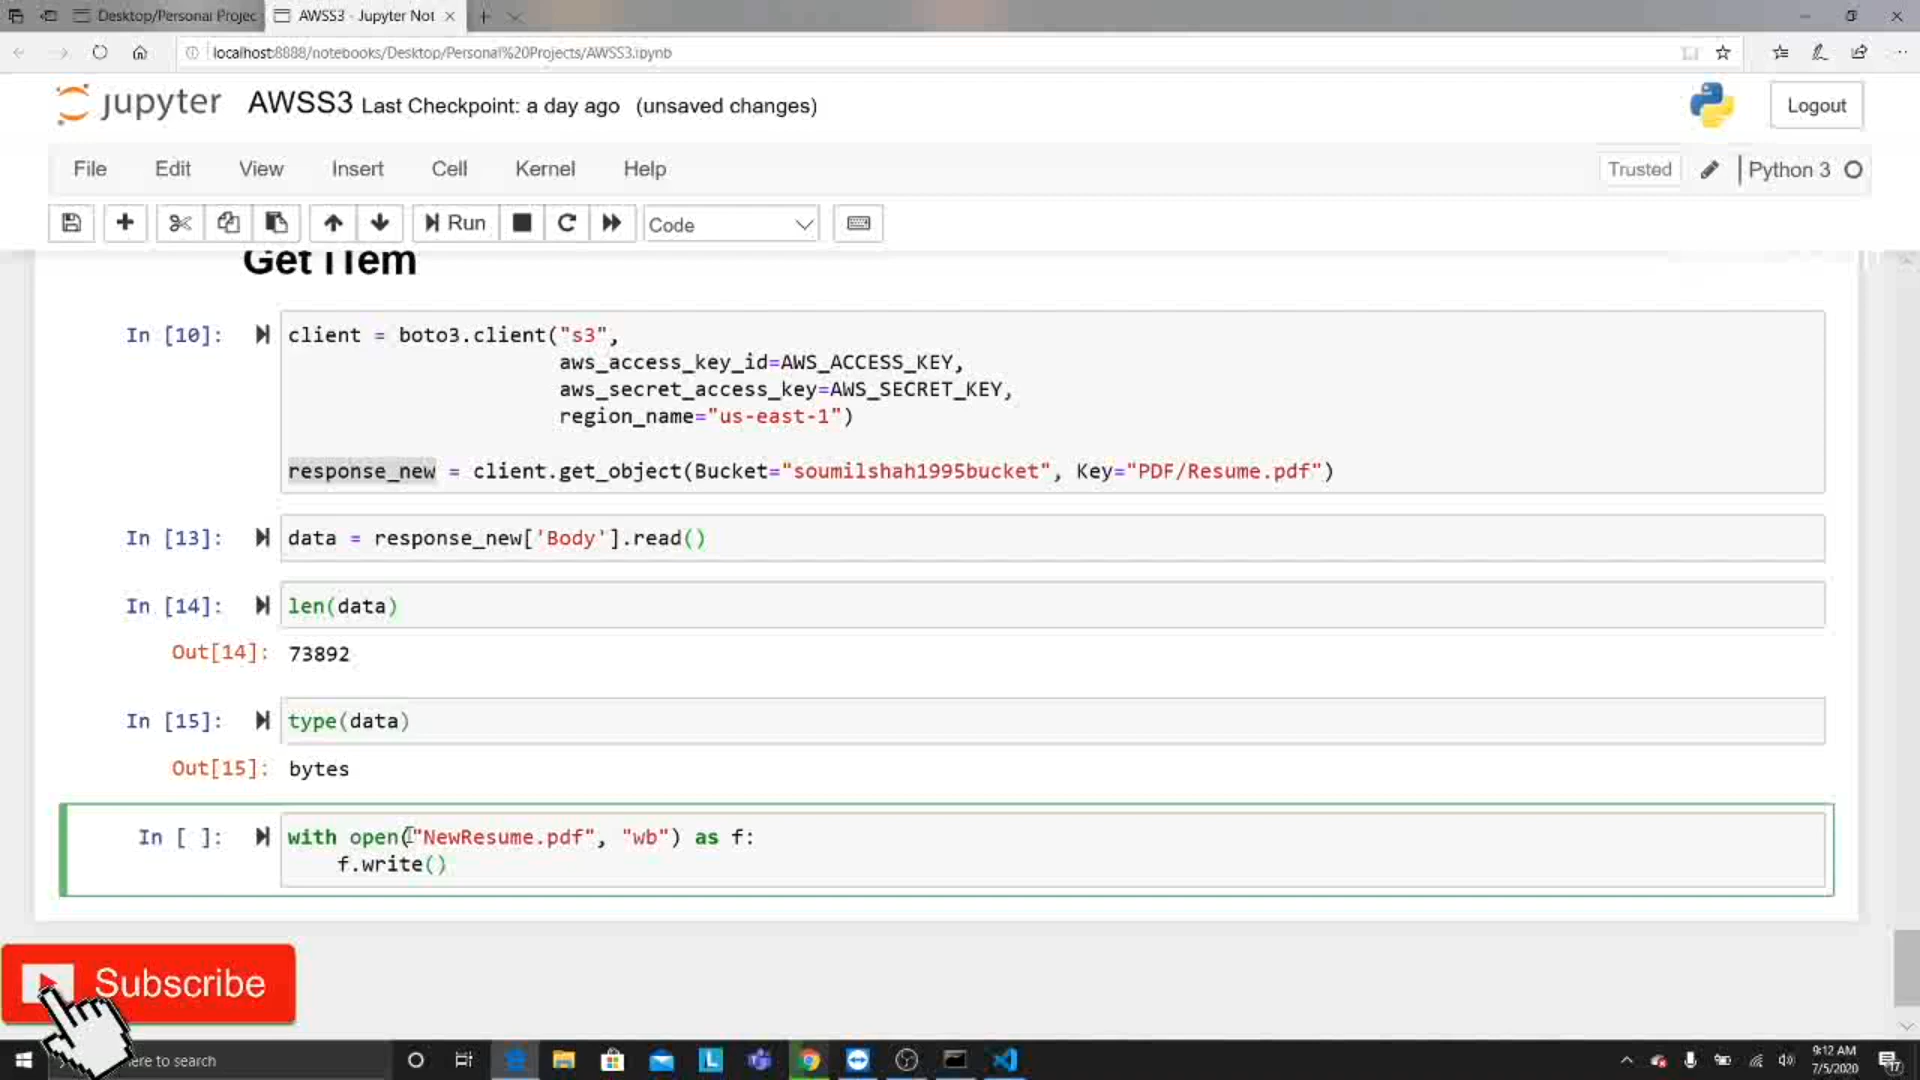 Desktop/Personal Projec
AWSS3 - Jupyter Not
localhost:8888/notebooks/Desktop/Personal%20Projects/AWSS3.ipynb
jupyter AWSS3 Last Checkpoint: a day ago (unsaved changes)
Logout
File Edit View Insert Cell Kernel Help
Trusted
Python 3
Run
Code
Get iTem
In [10]:
client = boto3.client("s3",
aws_access_key_id=AWS_ACCESS_KEY,
aws_secret_access_key=AWS_SECRET_KEY,
region_name="us-east-1")
response_new = client.get_object(Bucket="soumilshah1995bucket", Key="PDF/Resume.pdf")
In [13]: data = response_new['Body'].read()
In [14]: len(data)
Out[14]: 73892
In [15]: type(data)
Out[15]: bytes
In [ ]: with open("NewResume.pdf", "wb") as f:
f.write()
Subscribe
ere to search
9:12 AM
7/5/2020
17